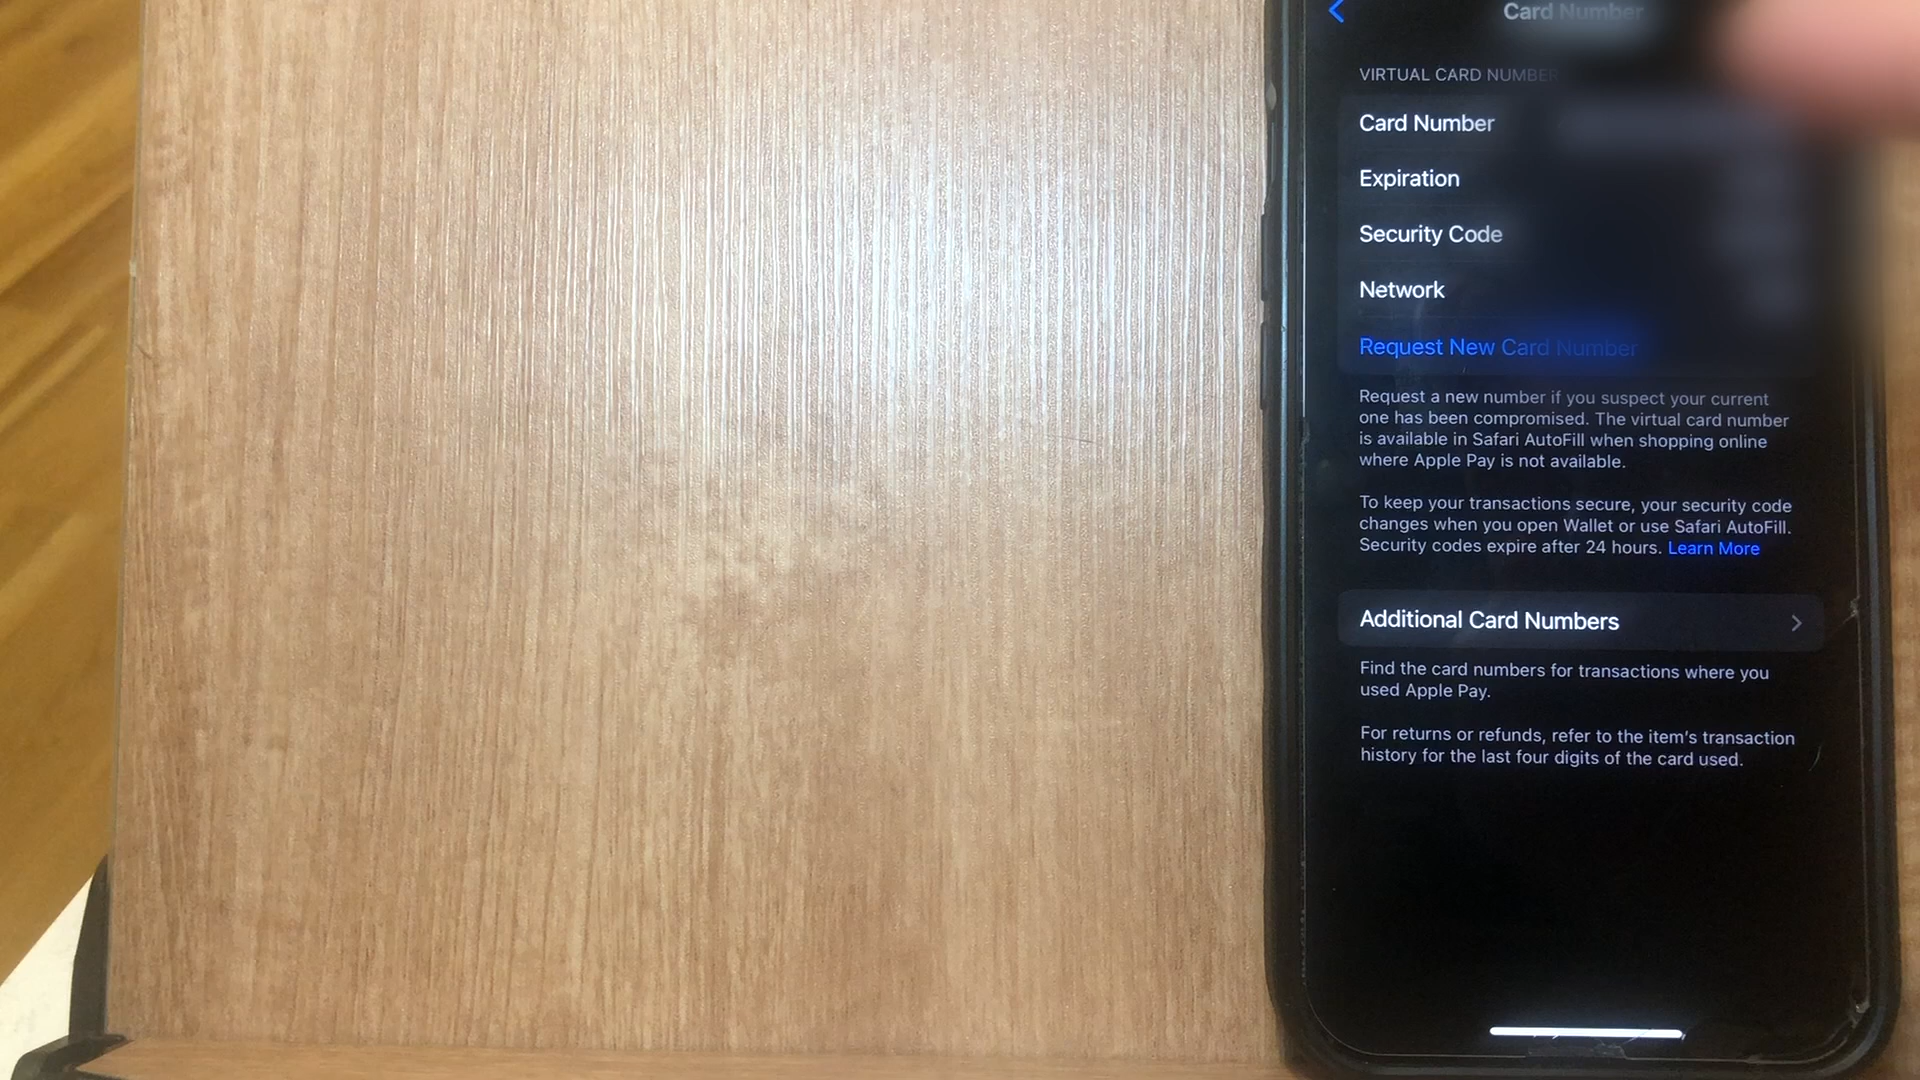 Card Number
VIRTUAL CARD NUMBER
Card Number
Expiration
Security Code
Network
Request New Card Number
Request a new number if you suspect your current
one has been compromised. The virtual card number
is available in Safari AutoFill when shopping online
where Apple Pay is not available.
To keep your transactions secure, your security code
changes when you open Wallet or use Safari AutoFill.
Security codes expire after 24 hours. Learn More
Additional Card Numbers
Find the card numbers for transactions where you
used Apple Pay.
For returns or refunds, refer to the item's transaction
history for the last four digits of the card used.